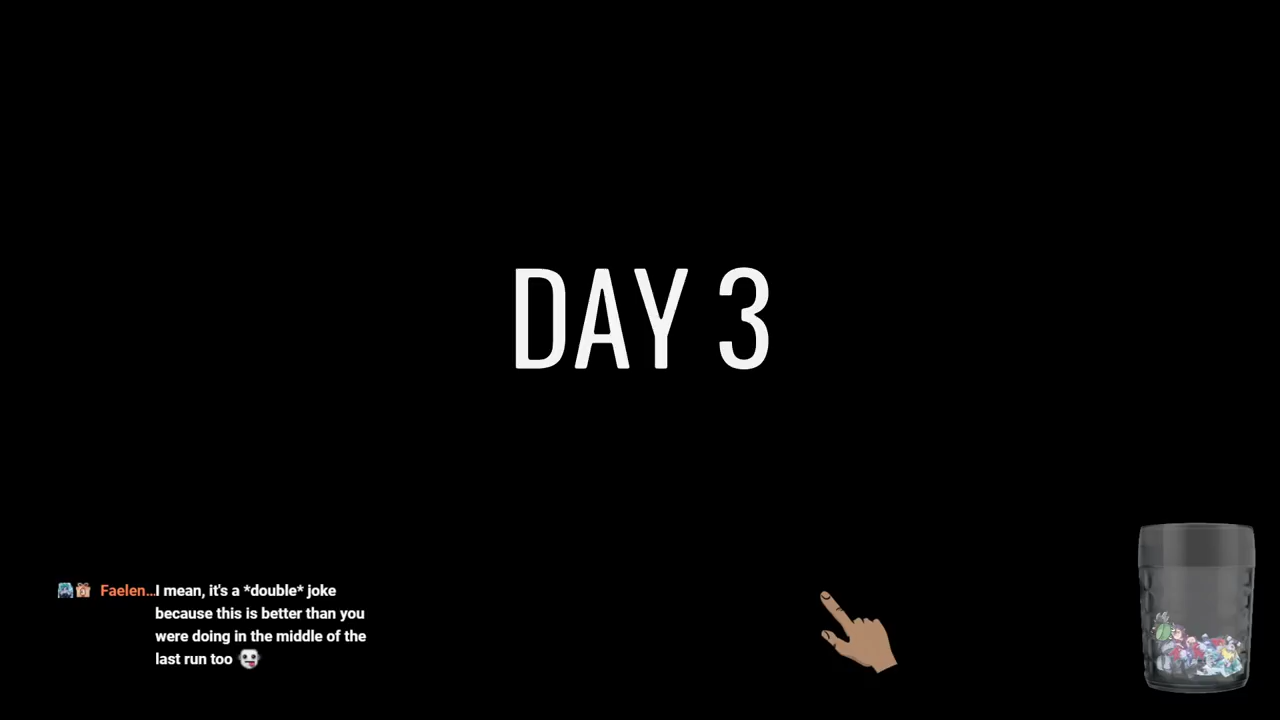 DAY 3
Faelen...I mean, it's a *double* joke
because this is better than you
were doing in the middle of the
last run too